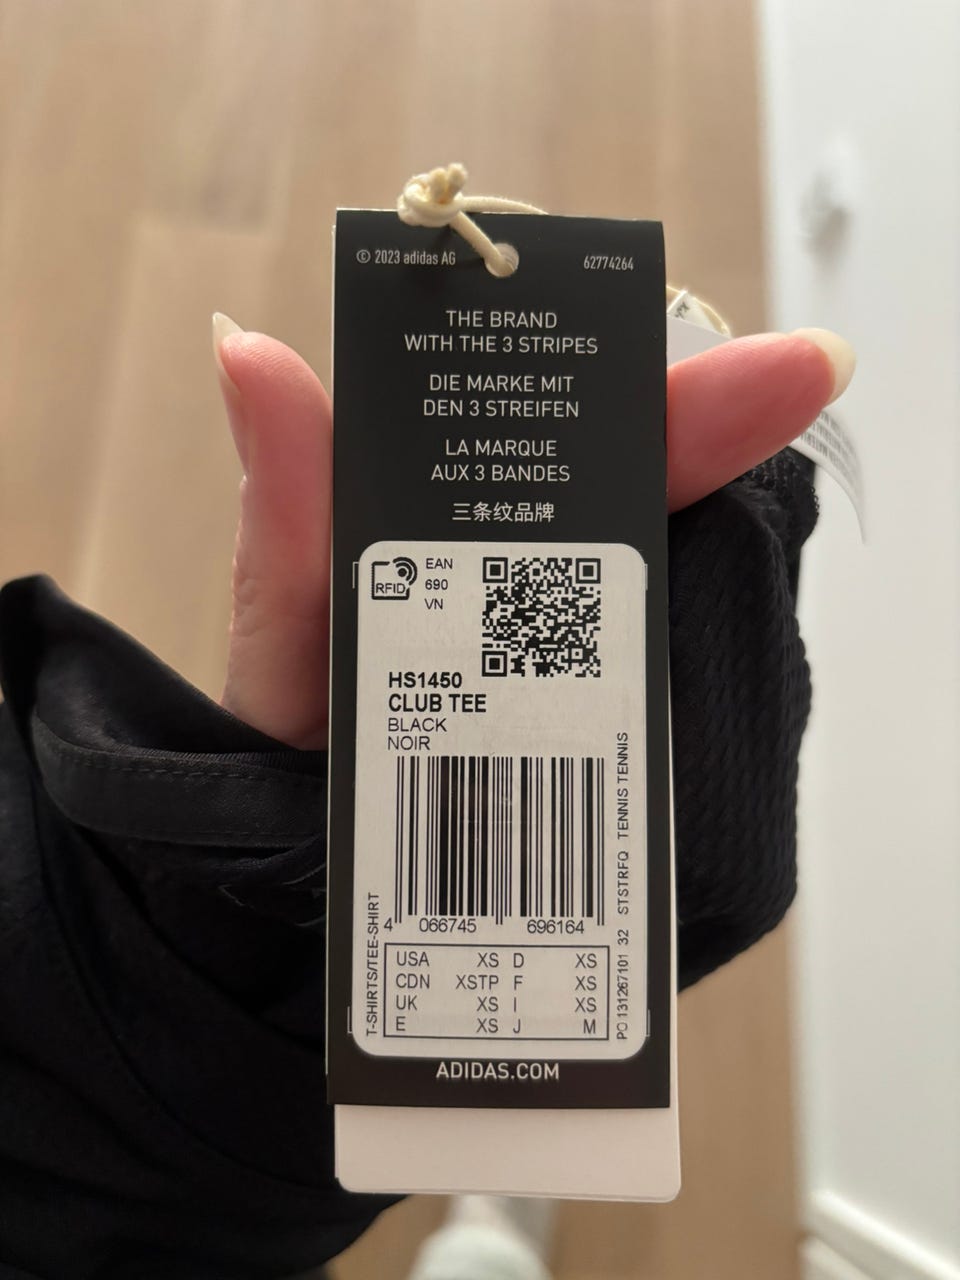 © 2023 adidas AG
62774264
THE BRAND
WITH THE 3 STRIPES
DIE MARKE MIT
DEN 3 STREIFEN
LA MARQUE
AUX 3 BANDES
三条纹品牌
RFID
EAN
690
VN
HS1450
CLUB TEE
BLACK
NOIR
4 066745 696164
T-SHIRTS/TEE-SHIRT
PO 131267101 32 STSTRFQ TENNIS TENNIS
USA XS D XS
CDN XSTP F XS
UK XS I XS
E XS J M
ADIDAS.COM